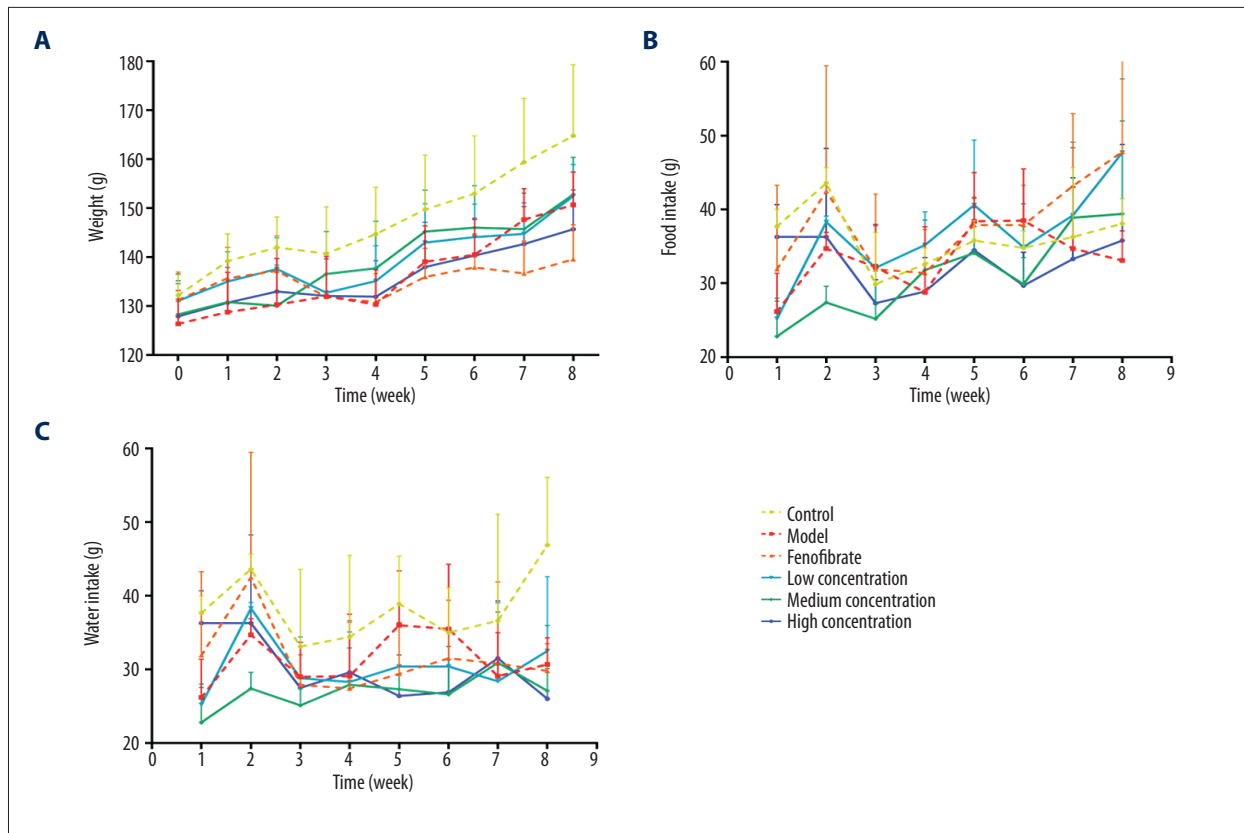 A
180
170
160
150
140
130
120
Weight (g)
0 1 2 3 4 5 6 7 8
Time (week)
B
60
50
40
30
20
Food intake (g)
0 1 2 3 4 5 6 7 8 9
Time (week)
C
60
50
40
30
20
Water intake (g)
0 1 2 3 4 5 6 7 8 9
Time (week)
Control
Model
Fenofibrate
Low concentration
Medium concentration
High concentration